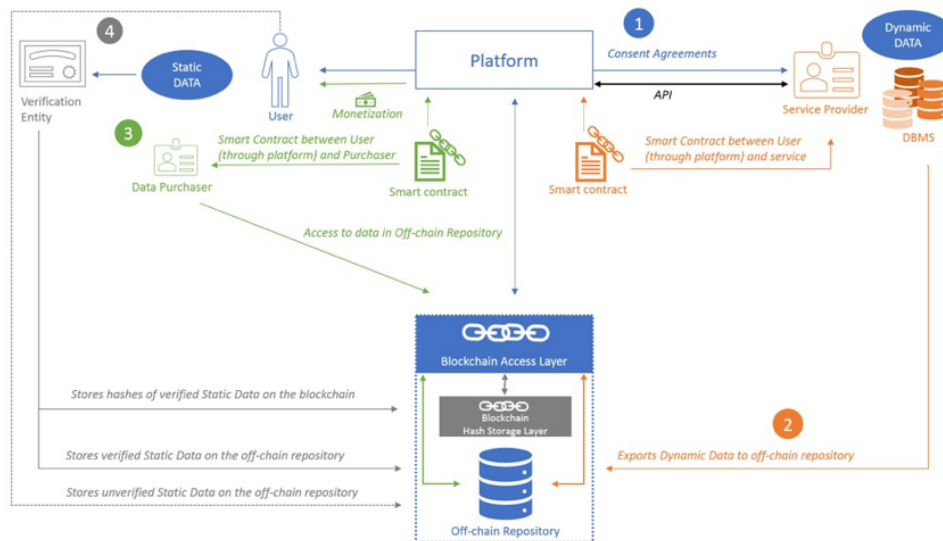 4
1
Dynamic
DATA
Platform
Consent Agreements
Static
DATA
API
Verification
Entity
User
Service Provider
DBMS
Monetization
3
Smart Contract between User
(through platform) and Purchaser
Smart Contract between User
(through platform) and service
Data Purchaser
Smart contract
Smart contract
Access to data in Off-chain Repository
Blockchain Access Layer
Stores hashes of verified Static Data on the blockchain
Blockchain
Hash Storage Layer
2
Stores verified Static Data on the off-chain repository
Exports Dynamic Data to off-chain repository
Stores unverified Static Data on the off-chain repository
Off-chain Repository